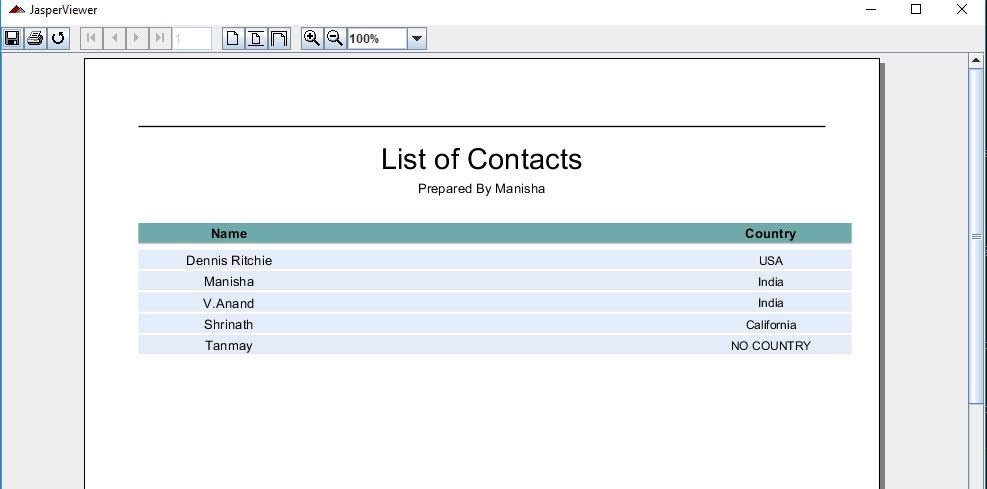 JasperViewer
1 100%
List of Contacts
Prepared By Manisha
Name Country
Dennis Ritchie USA
Manisha India
V.Anand India
Shrinath California
Tanmay NO COUNTRY